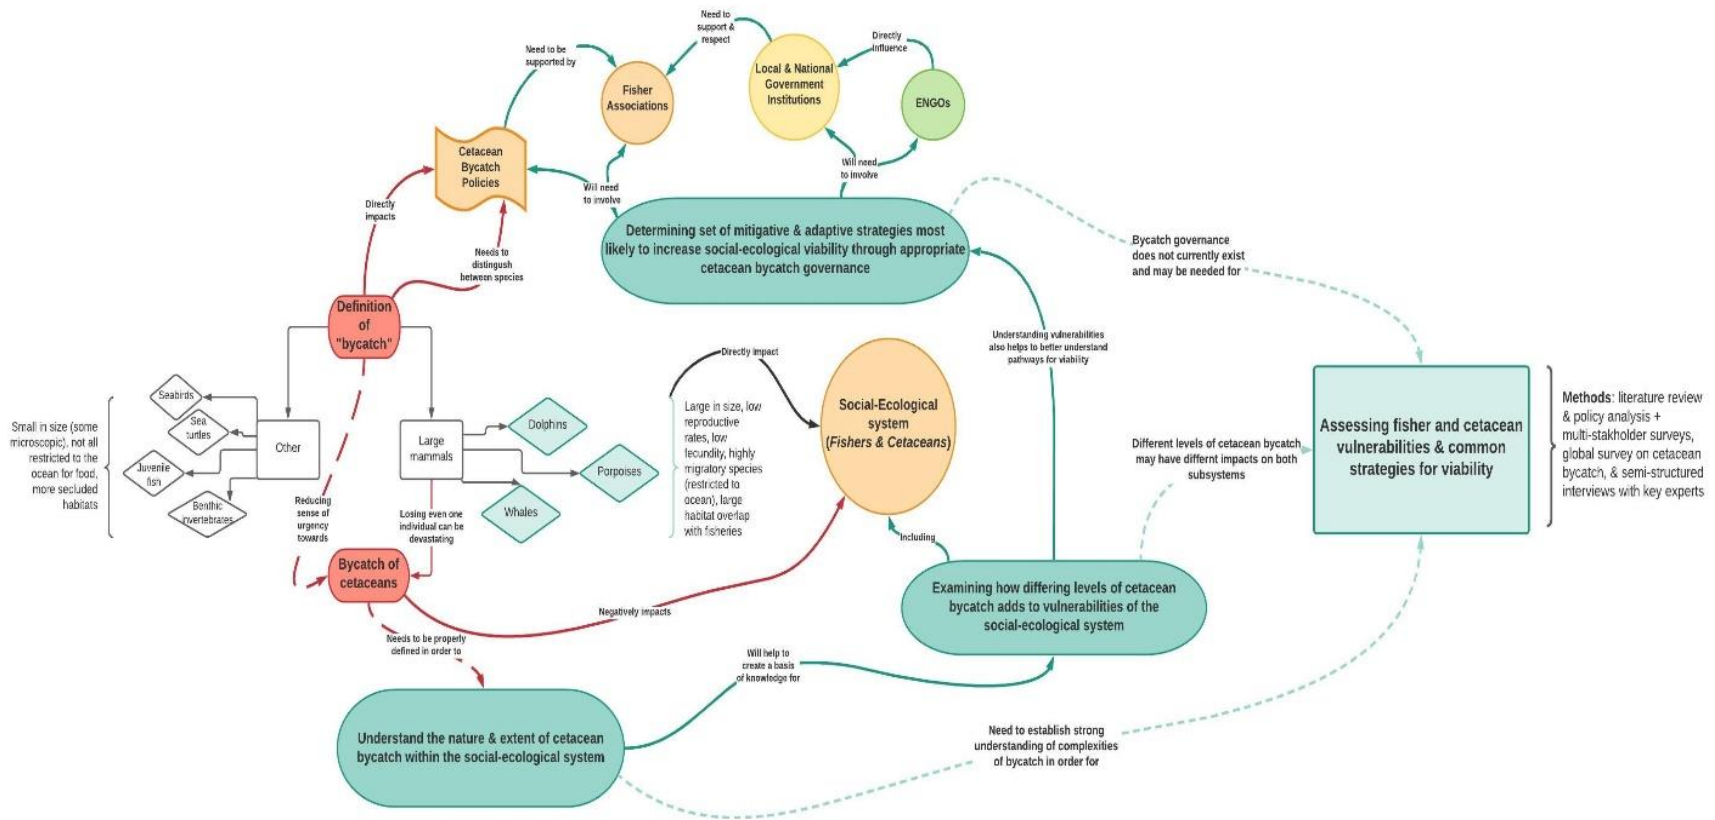 Need to
support &
respect
Directly
influence
Need to be
supported by
Fisher
Associations
Local & National
Government
Institutions
ENGOs
Cetacean
Bycatch
Policies
Will need
to involve
Will need
to involve
Directly
impacts
Needs to
distingush
between species
Determining set of mitigative & adaptive strategies most
likely to increase social-ecological viability through appropriate
cetacean bycatch governance
Bycatch governance
does not currently exist
and may be needed for
Definition
of
"bycatch"
Understanding vulnerabilities
also helps to better understand
pathways for viability
Directly impact
Small in size (some
microscopic), not all
restricted to the
ocean for food,
more secluded
habitats
Seabirds
Sea
turtles
Juvenile
fish
Benthic
invertebrates
Other
Large
mammals
Dolphins
Porpoises
Whales
Large in size, low
reproductive
rates, low
fecundity, highly
migratory species
(restricted to
ocean), large
habitat overlap
with fisheries
Social-Ecological
system
(Fishers & Cetaceans)
Different levels of cetacean bycatch
may have differnt impacts on both
subsystems
Assessing fisher and cetacean
vulnerabilities & common
strategies for viability
Methods: literature review
& policy analysis +
multi-stakholder surveys,
global survey on cetacean
bycatch, & semi-structured
interviews with key experts
Reducing
sense of
urgency
towards
Losing even one
individual can be
devastating
Including
Bycatch of
cetaceans
Negatively impacts
Examining how differing levels of cetacean
bycatch adds to vulnerabilities of the
social-ecological system
Needs to be properly
defined in order to
Will help to
create a basis
of knowledge for
Understand the nature & extent of cetacean
bycatch within the social-ecological system
Need to establish strong
understanding of complexities
of bycatch in order for